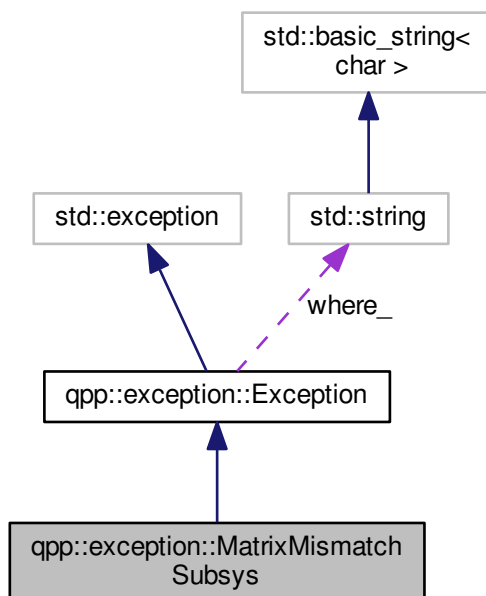 std::basic_string<
char >
std::exception
std::string
where_
qpp::exception::Exception
qpp::exception::MatrixMismatch
Subsys